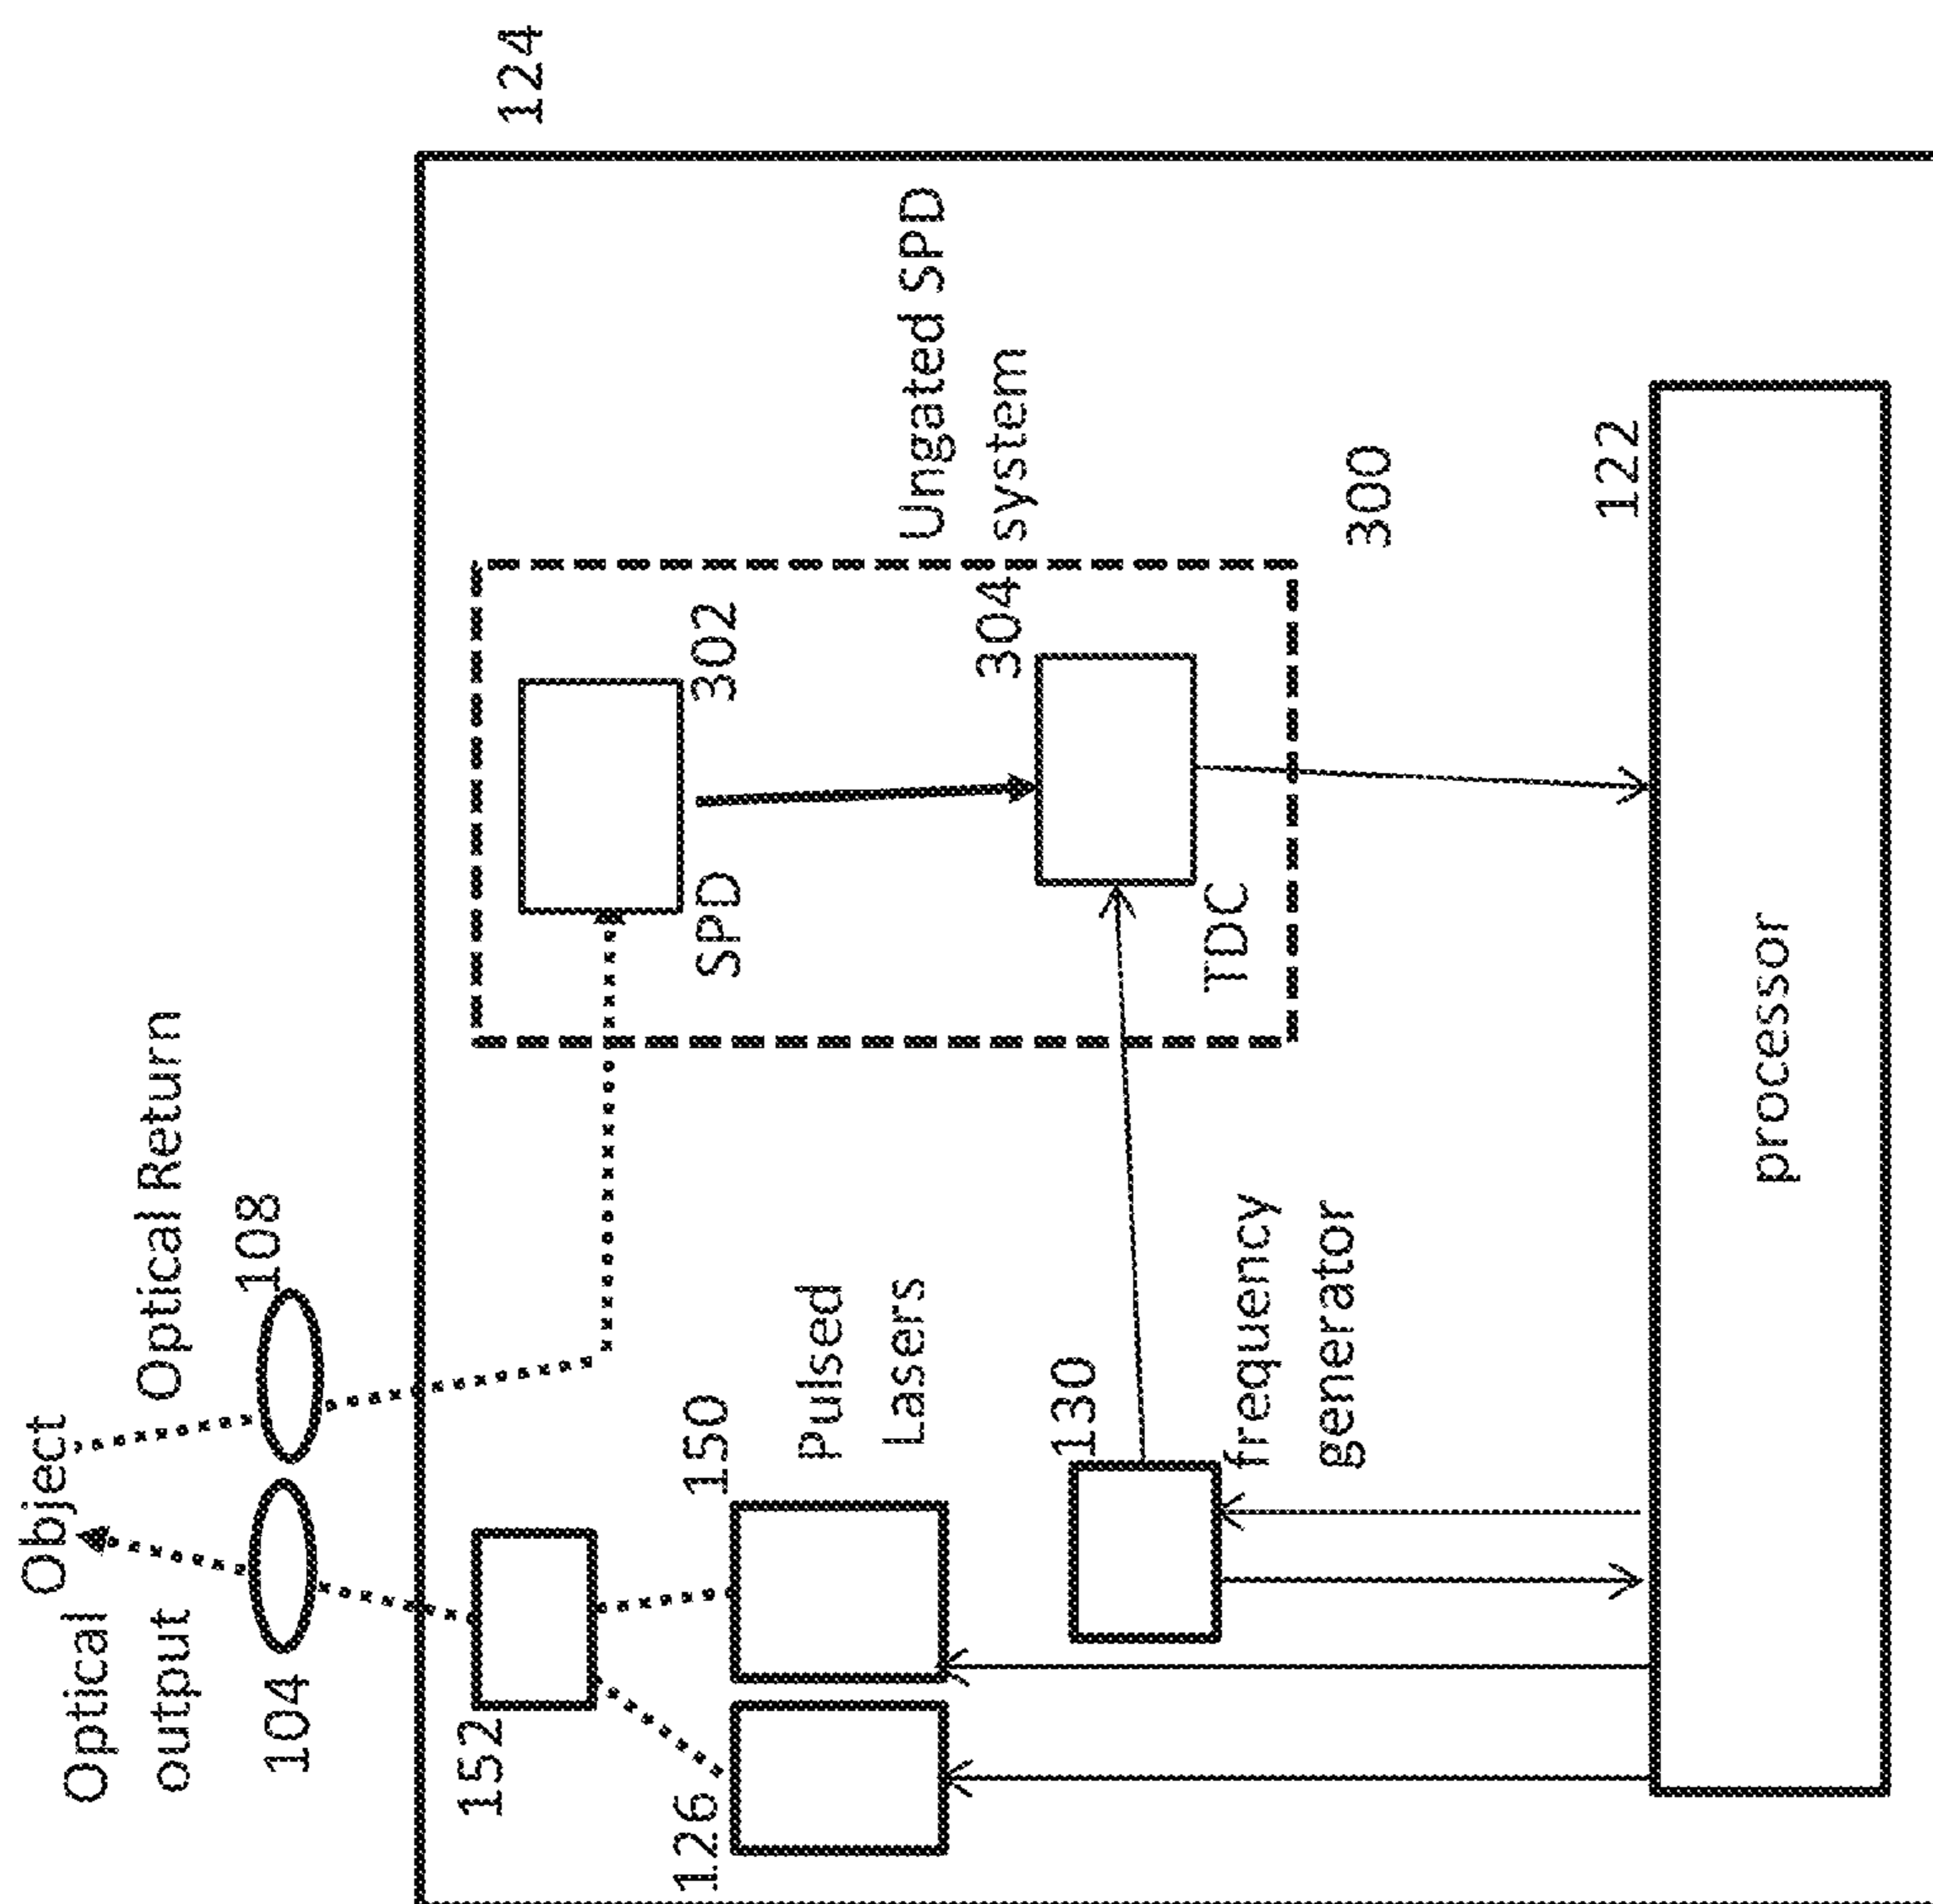 Object
Optical
output
Optical Return
104
108
124
152
126
150
pulsed
Lasers
SPD
302
Ungated SPD
system
304
TDC
130
frequency
generator
300
122
processor